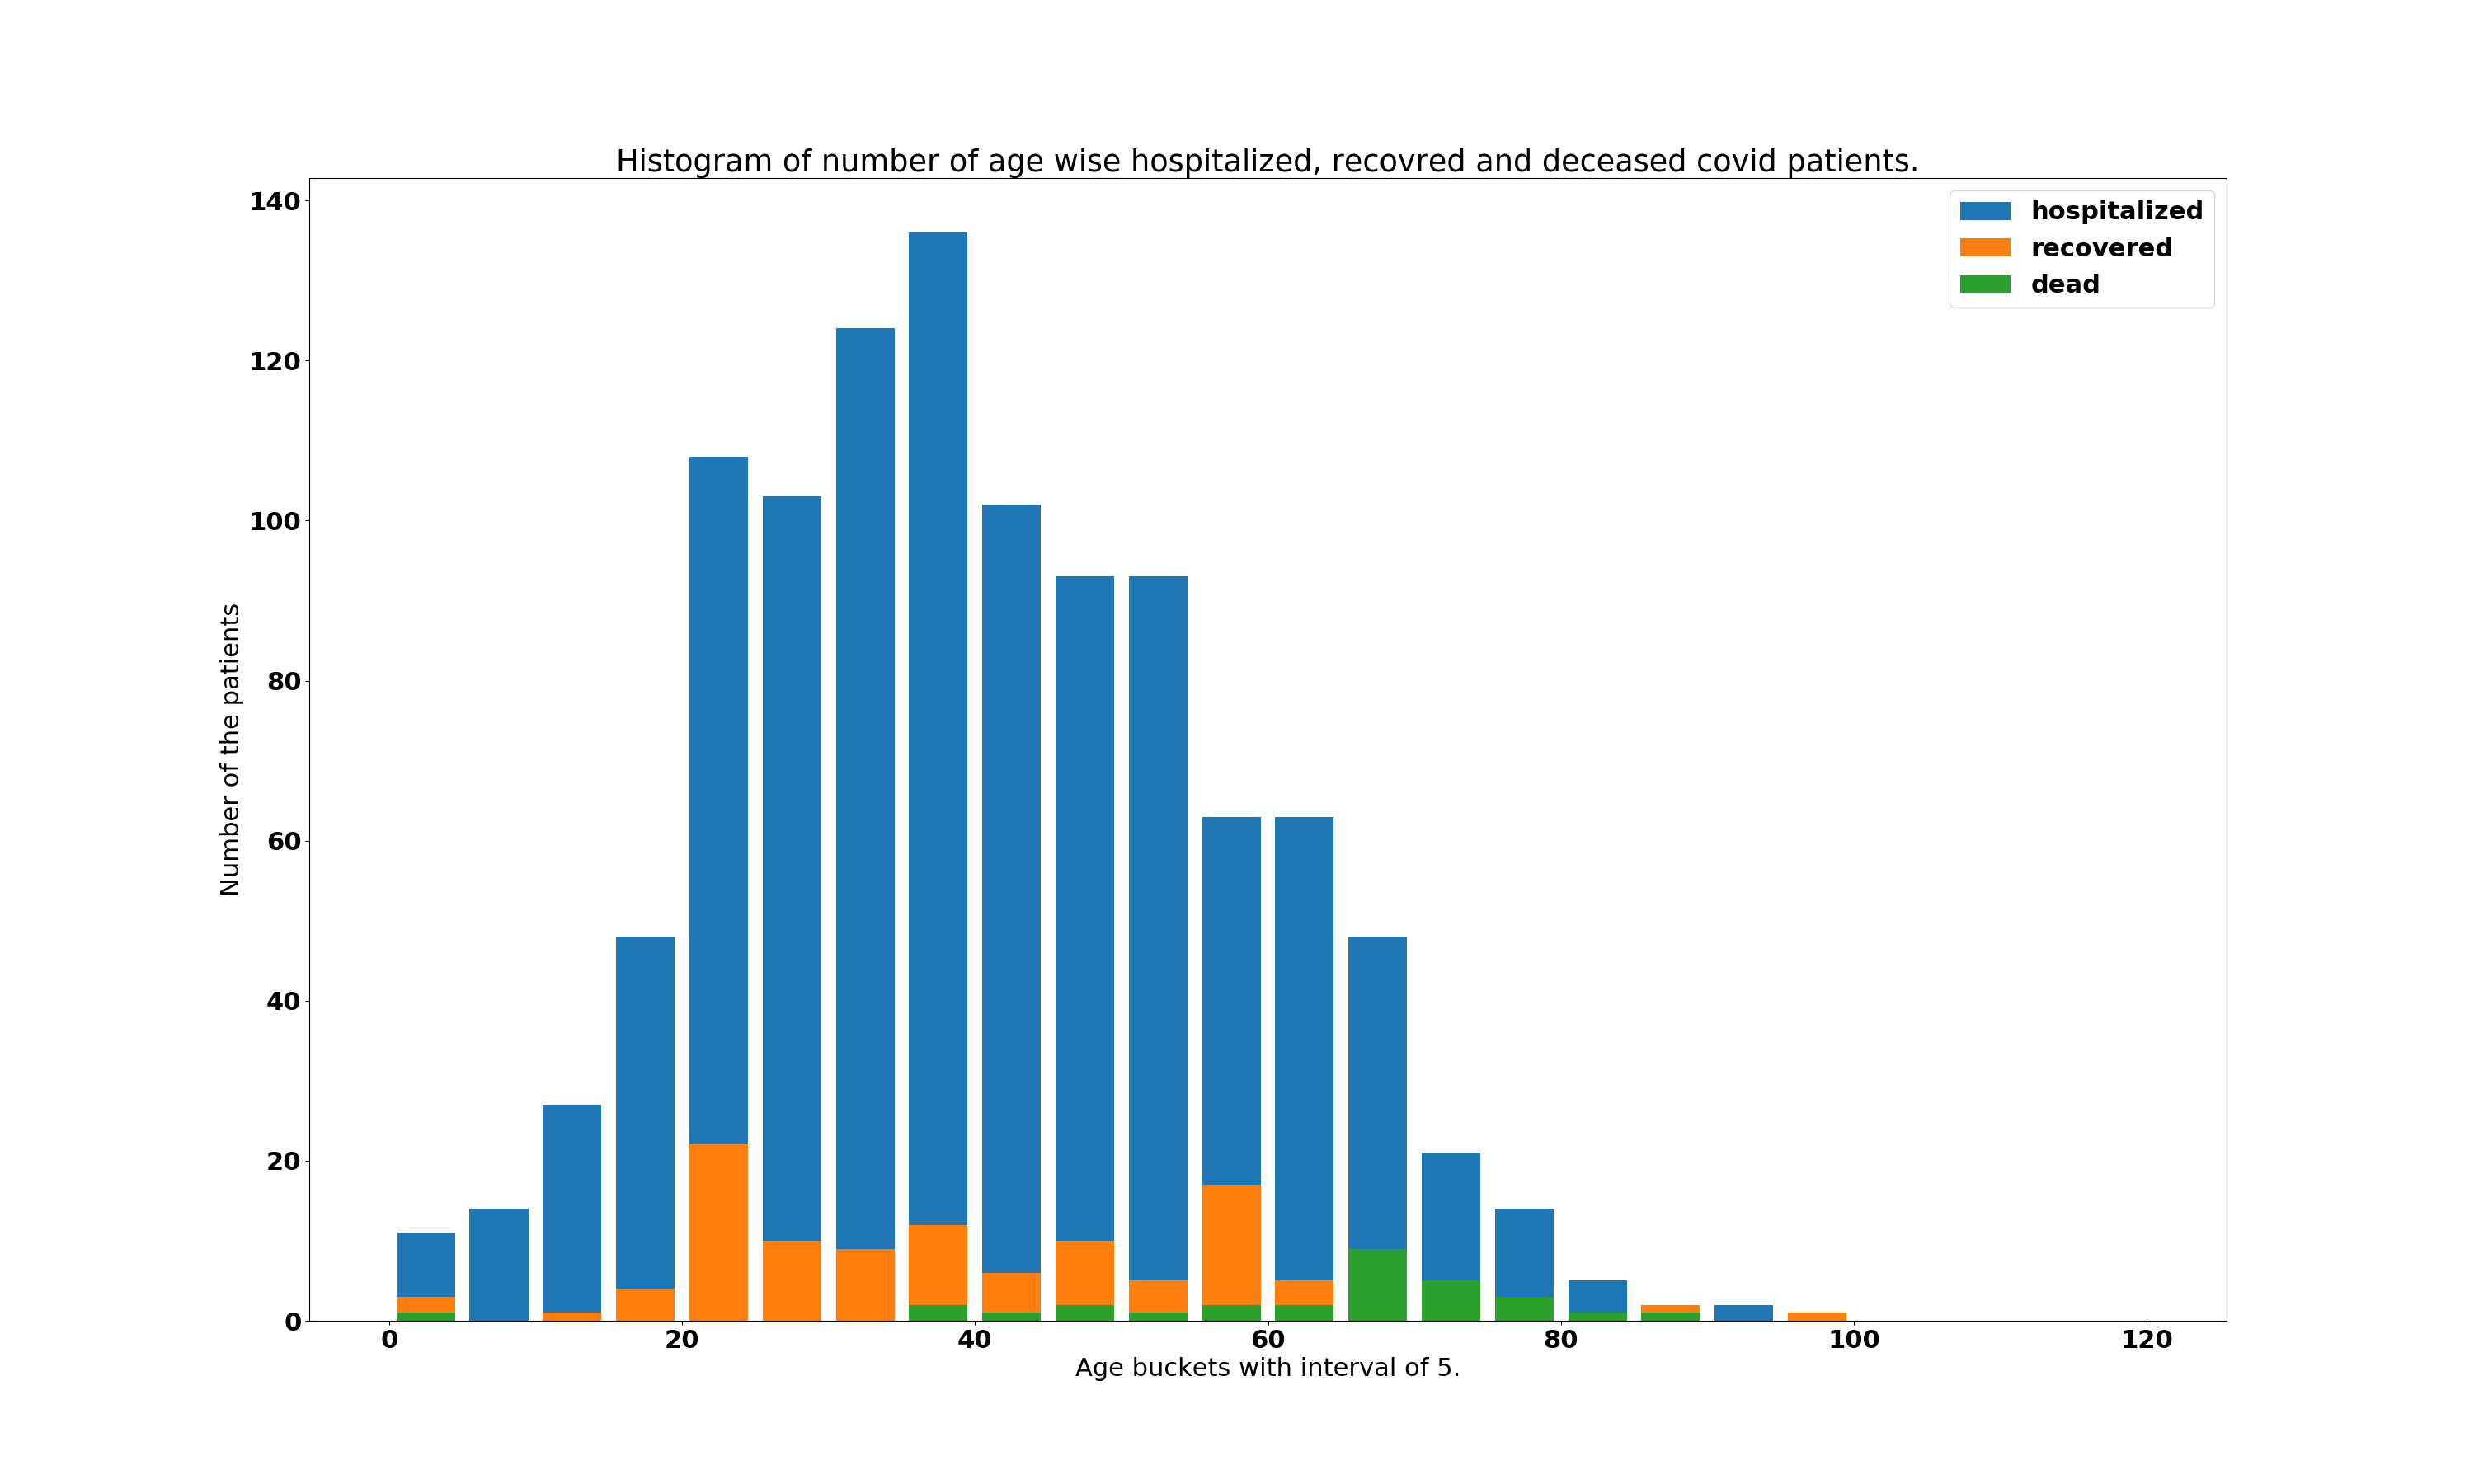 Histogram of number of age wise hospitalized, recovred and deceased covid patients.
hospitalized
recovered
dead
Number of the patients
140
120
100
80
60
40
20
0
0 20 40 60 80 100 120
Age buckets with interval of 5.